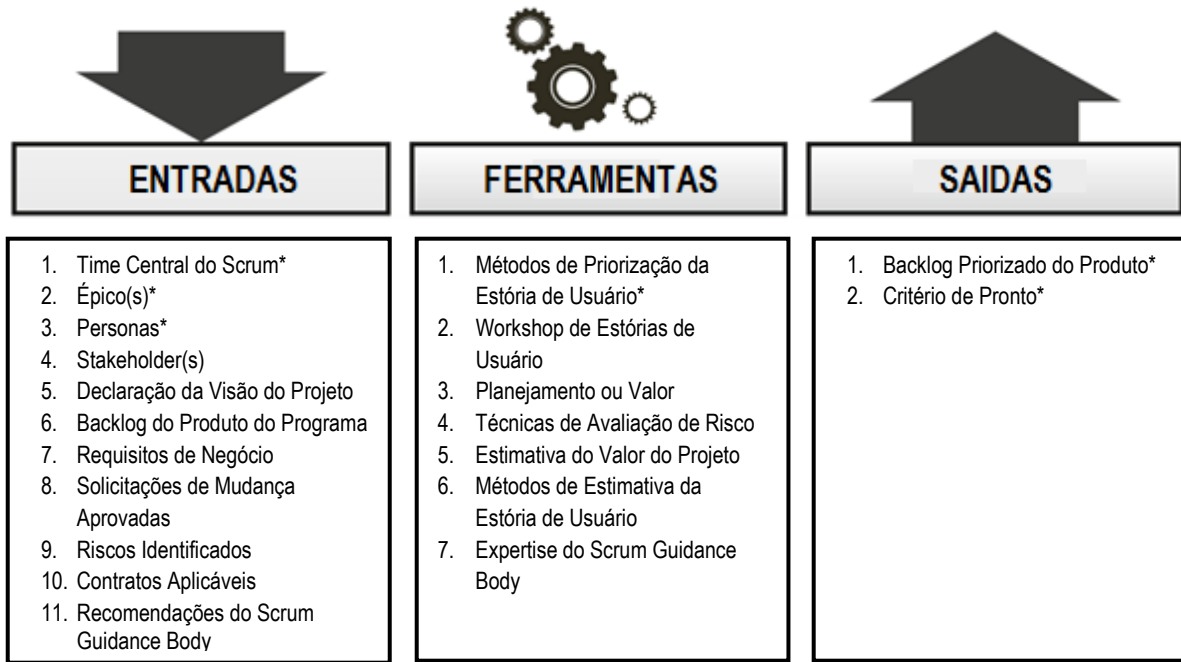 ENTRADAS
1. Time Central do Scrum*
2. Épico(s)*
3. Personas*
4. Stakeholder(s)
5. Declaração da Visão do Projeto
6. Backlog do Produto do Programa
7. Requisitos de Negócio
8. Solicitações de Mudança
Aprovadas
9. Riscos Identificados
10. Contratos Aplicáveis
11. Recomendações do Scrum
Guidance Body
FERRAMENTAS
1. Métodos de Priorização da
Estória de Usuário*
2. Workshop de Estórias de
Usuário
3. Planejamento ou Valor
4. Técnicas de Avaliação de Risco
5. Estimativa do Valor do Projeto
6. Métodos de Estimativa da
Estória de Usuário
7. Expertise do Scrum Guidance
Body
SAIDAS
1. Backlog Priorizado do Produto*
2. Critério de Pronto*